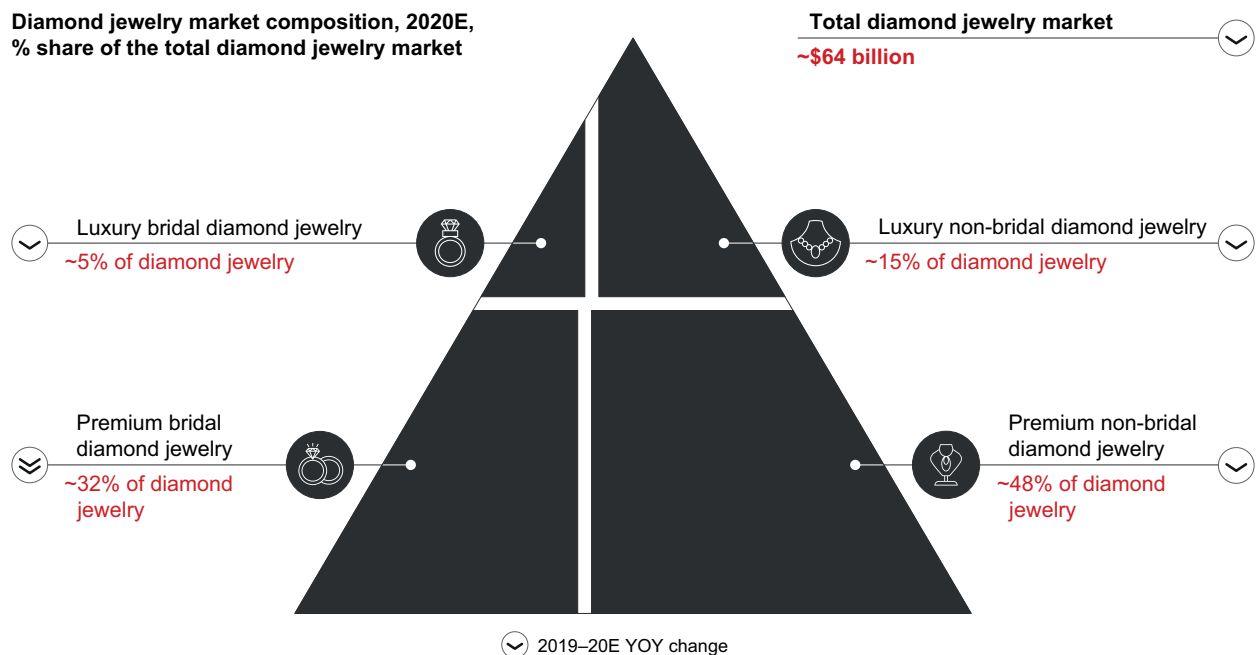 Diamond jewelry market composition, 2020E,
% share of the total diamond jewelry market
Total diamond jewelry market
~$64 billion
Luxury bridal diamond jewelry
~5% of diamond jewelry
Luxury non-bridal diamond jewelry
~15% of diamond jewelry
Premium bridal
diamond jewelry
~32% of diamond
jewelry
Premium non-bridal
diamond jewelry
~48% of diamond
jewelry
2019–20E YOY change